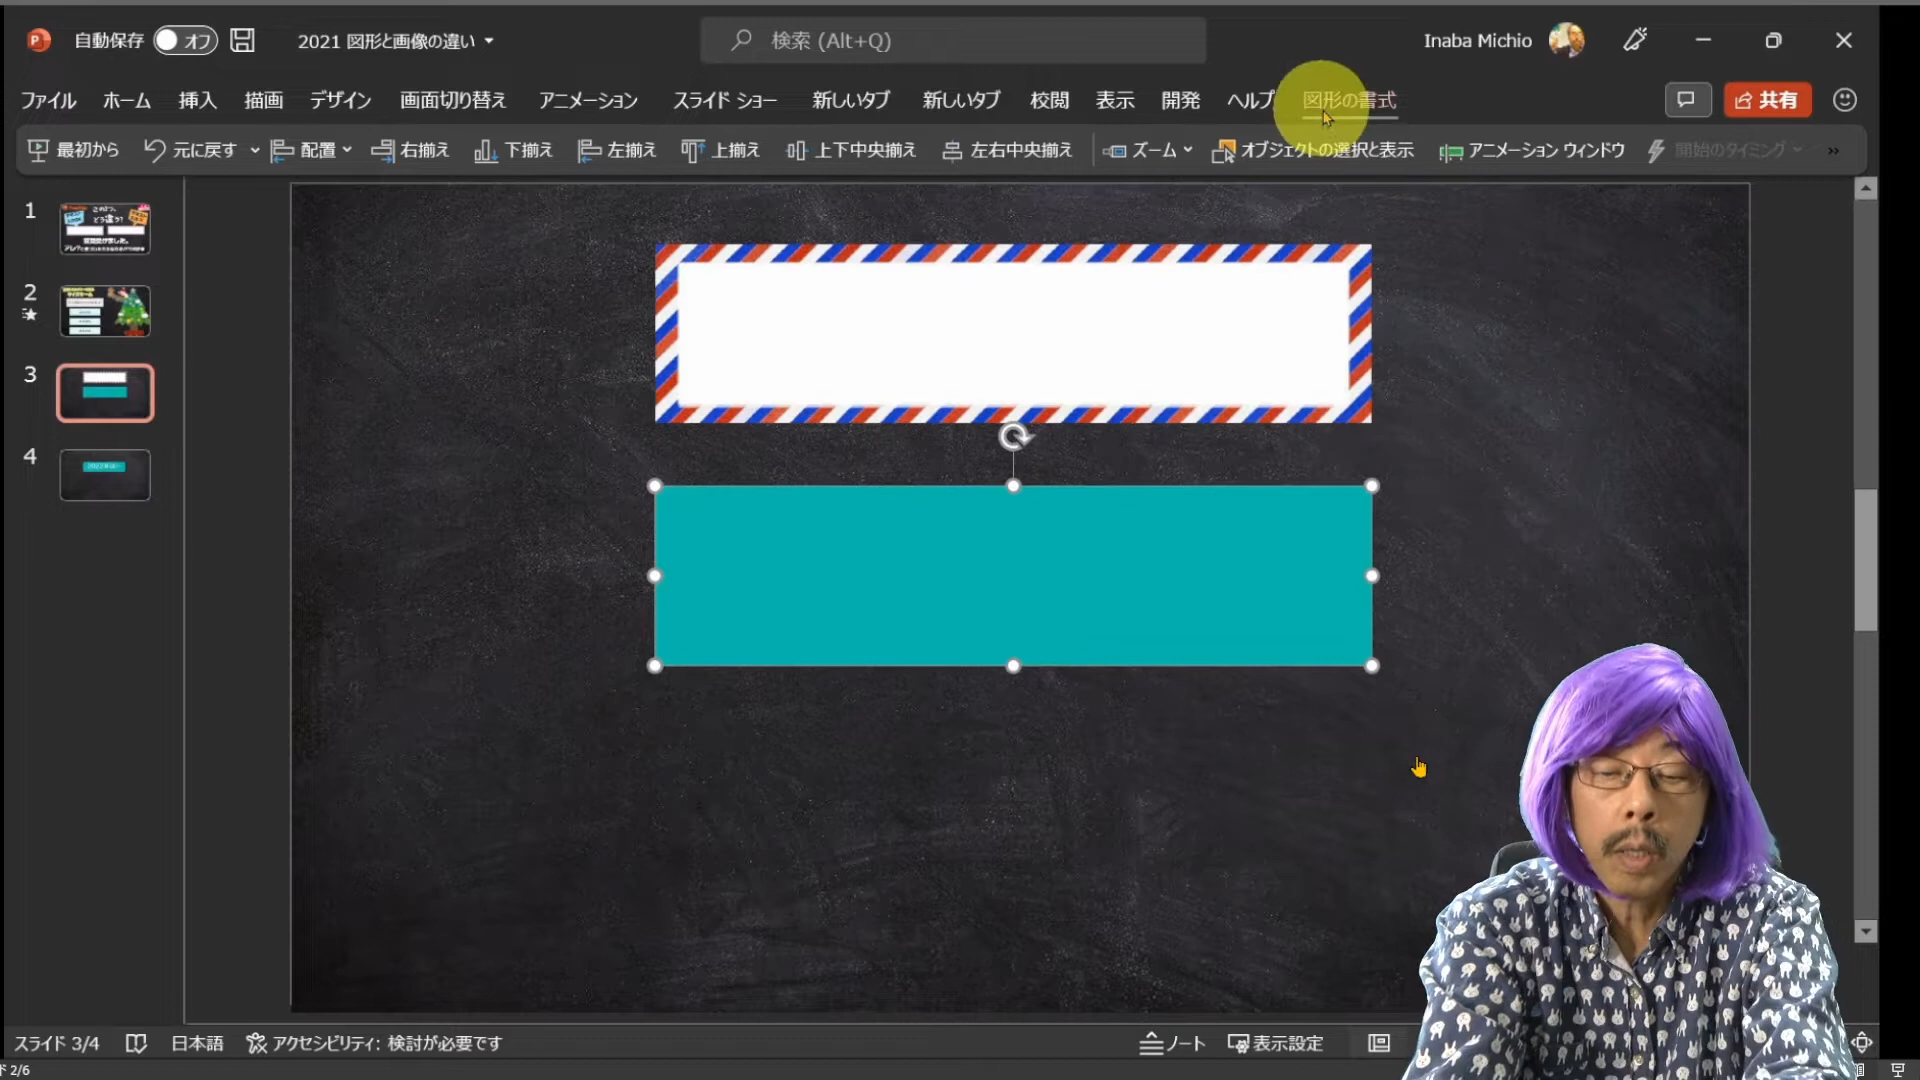 自動保存 オフ 2021 図形と画像の違い 検索 (Alt+Q) Inaba Michio
ファイル ホーム 挿入 描画 デザイン 画面切り替え アニメーション スライド ショー 新しいタブ 新しいタブ 校閲 表示 開発 ヘルプ 図形の書式 共有
最初から 元に戻す 配置 右揃え 下揃え 左揃え 上揃え 上下中央揃え 左右中央揃え ズーム オブジェクトの選択と表示 アニメーション ウィンドウ 開始のタイミング
1
2
3
4
スライド 3/4 日本語 アクセシビリティ: 検討が必要です ノート 表示設定
ド 2/6